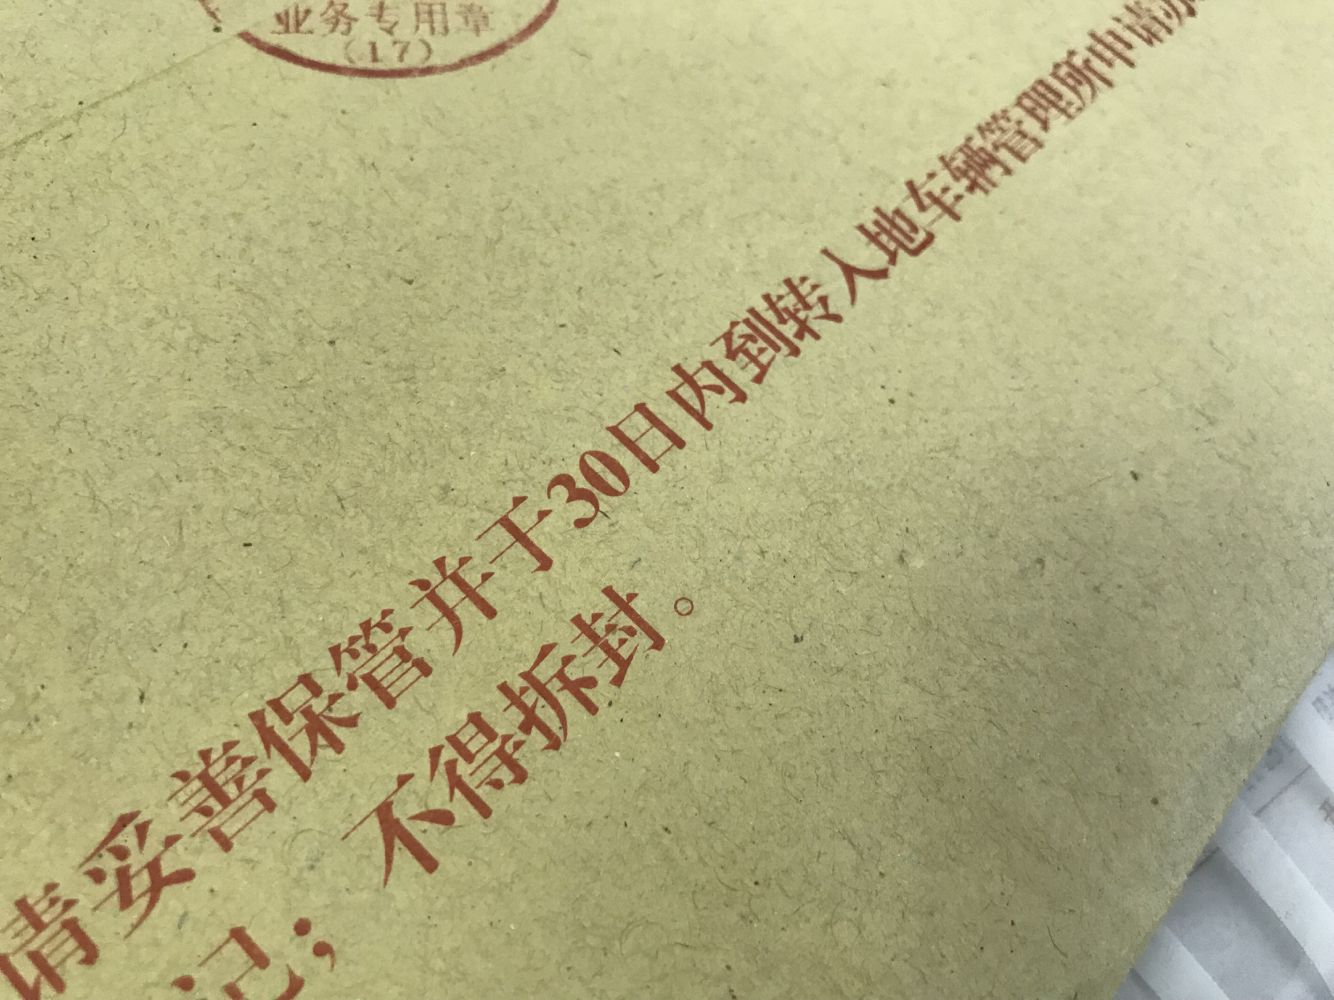 业务专用章
(17)
请妥善保管并于30日内到转入地车辆管理所申请
记;
不得拆封。